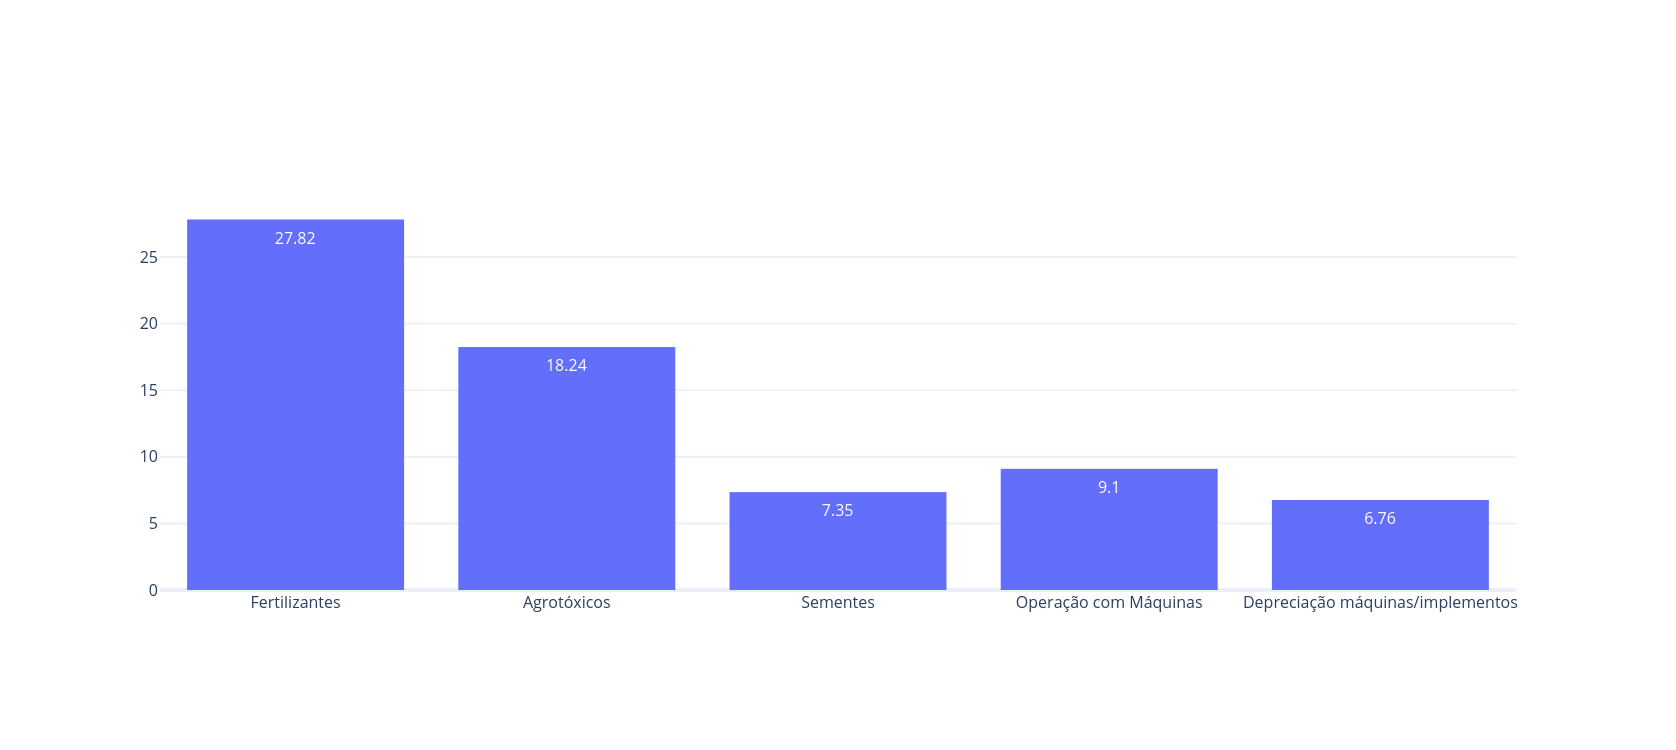 27.82
25
20
18.24
15
10
9.1
7.35
6.76
5
0
Fertilizantes
Agrotóxicos
Sementes
Operação com Máquinas
Depreciação máquinas/implementos